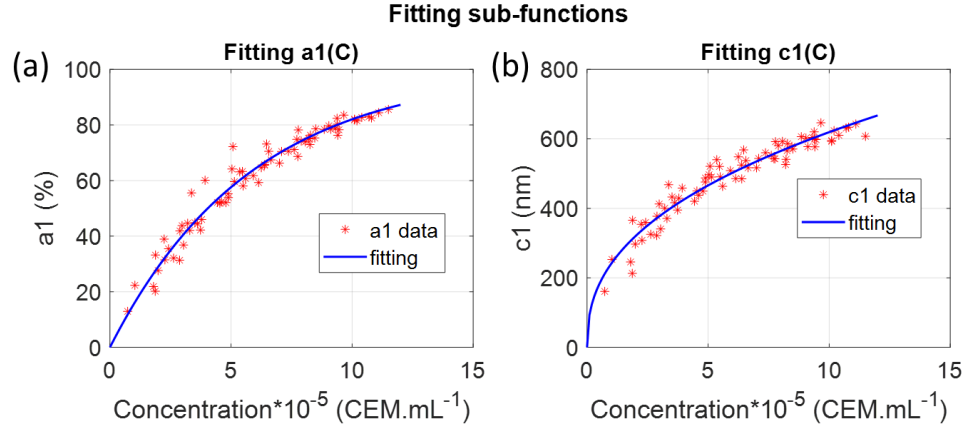 Fitting sub-functions
(a)
Fitting a1(C)
100
80
60
40
20
0
a1 (%)
a1 data
fitting
0 5 10 15
Concentration*10^-5 (CEM.mL^-1)
(b)
Fitting c1(C)
800
600
400
200
0
c1 (nm)
c1 data
fitting
0 5 10 15
Concentration*10^-5 (CEM.mL^-1)